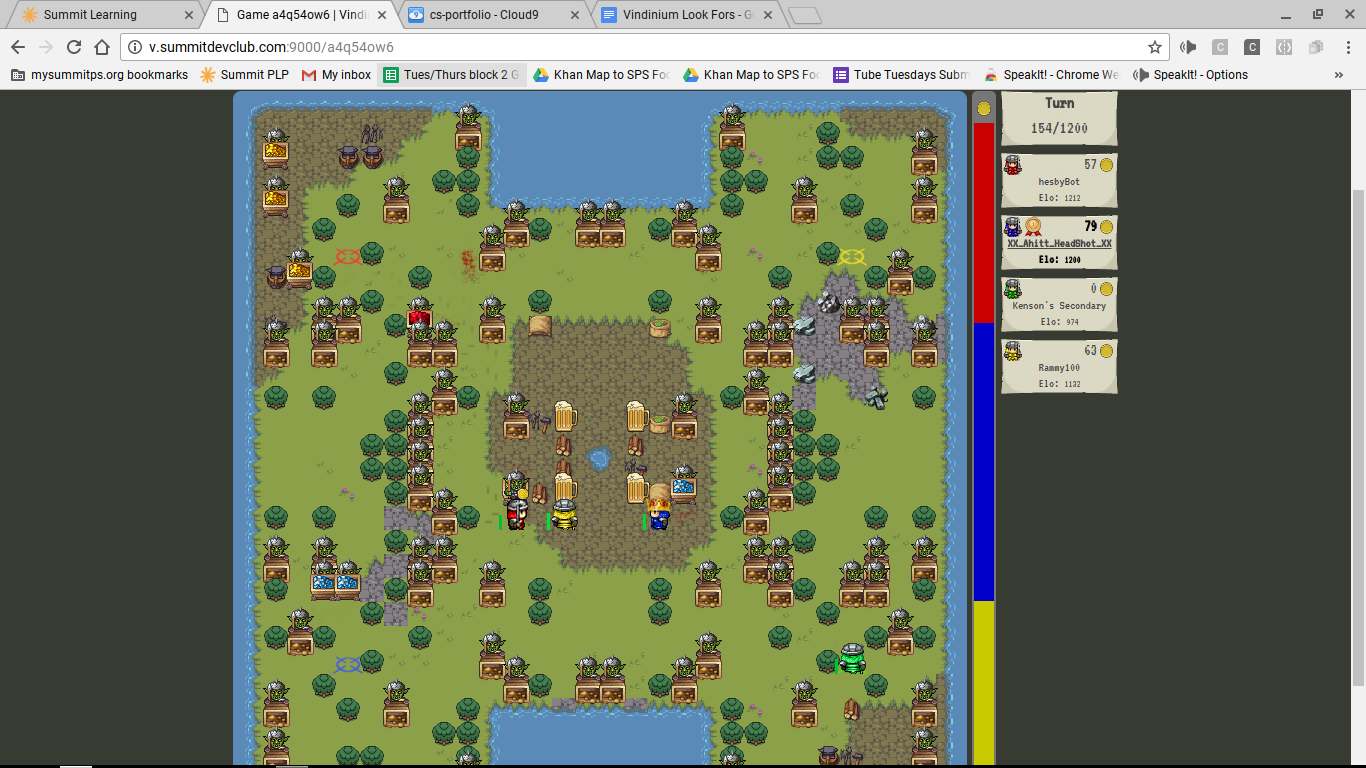 Summit Learning
Game a4q54ow6 | Vindi
cs-portfolio - Cloud9
Vindinium Look Fors - G
v.summitdevclub.com:9000/a4q54ow6
mysummitps.org bookmarks
Summit PLP
My inbox
Tues/Thurs block 2 G
Khan Map to SPS Foc
Khan Map to SPS Foc
Tube Tuesdays Subm
SpeakIt! - Chrome We
SpeakIt! - Options
Turn
154/1200
57
hesbyBot
Elo: 1212
79
XX_Ahitt_HeadShot_XX
Elo: 1200
0
Kenson's Secondary
Elo: 974
63
Rammy100
Elo: 1132